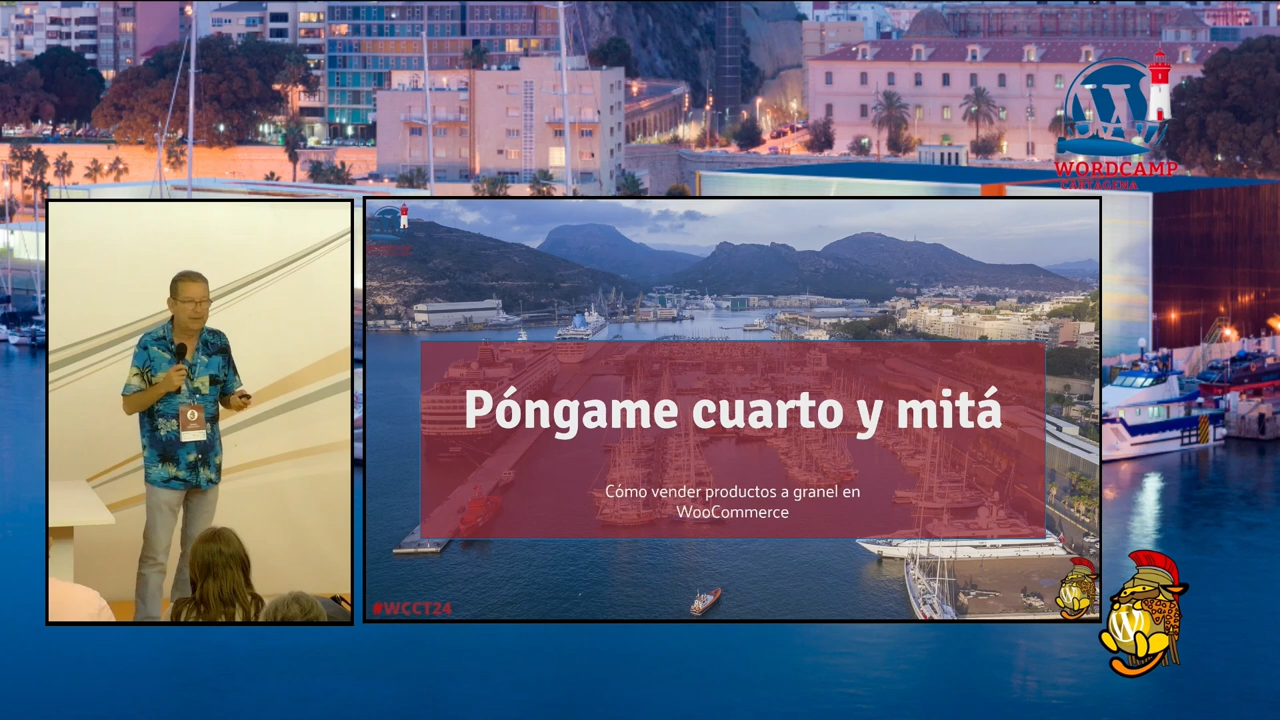 WORDCAMP
CARTAGENA
Póngame cuarto y mitá
Cómo vender productos a granel en
WooCommerce
#WCCT24